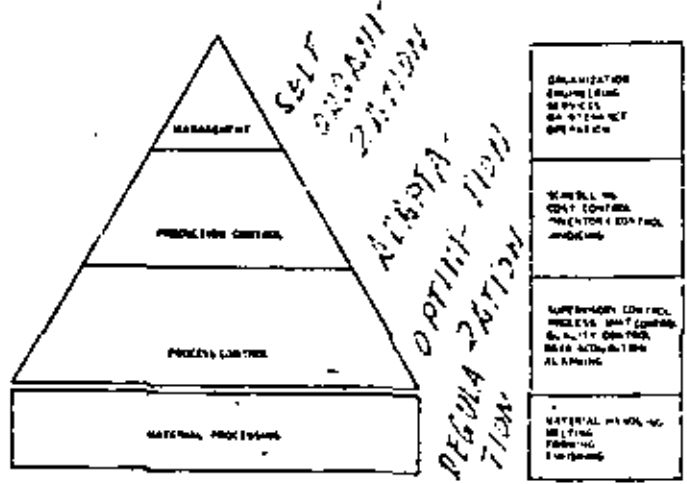 MANAGEMENT
PRODUCTION CONTROL
PROCESS CONTROL
MATERIAL PROCESSING
SELF
ORGANI-
ZATION
ADAPTA-
TION
OPTIMI-
ZATION
REGULA
TION
ORGANIZATION
ENGINEERING
SERVICES
MAINTENANCE
OPERATION
SCHEDULING
COST CONTROL
INVENTORY CONTROL
SUPERVISORY CONTROL
PROCESS UNIT CONTROL
QUALITY CONTROL
DATA ACQUISITION
ALARMING
MATERIAL HANDLING
MELTING
FORMING
FINISHING